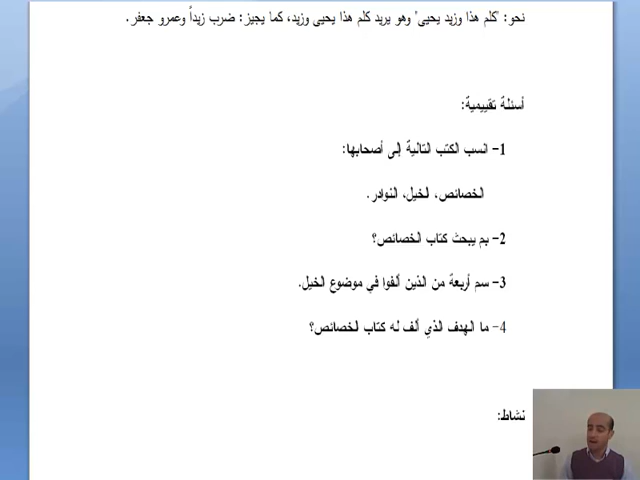 نحو: "كلم هذا وزيد يحيى" وهو يريد كلم هذا يحيى وزيد، كما يجيز: ضرب زيداً وعمرو جعفر.
أسئلة تقييمية:
1- انسب الكتب التالية إلى أصحابها:
الخصائص، الخيل، النوادر.
2- بم يبحث كتاب الخصائص؟
3- سم أربعة من الذين ألفوا في موضوع الخيل.
4- ما الهدف الذي ألف له كتاب الخصائص؟
نشاط: